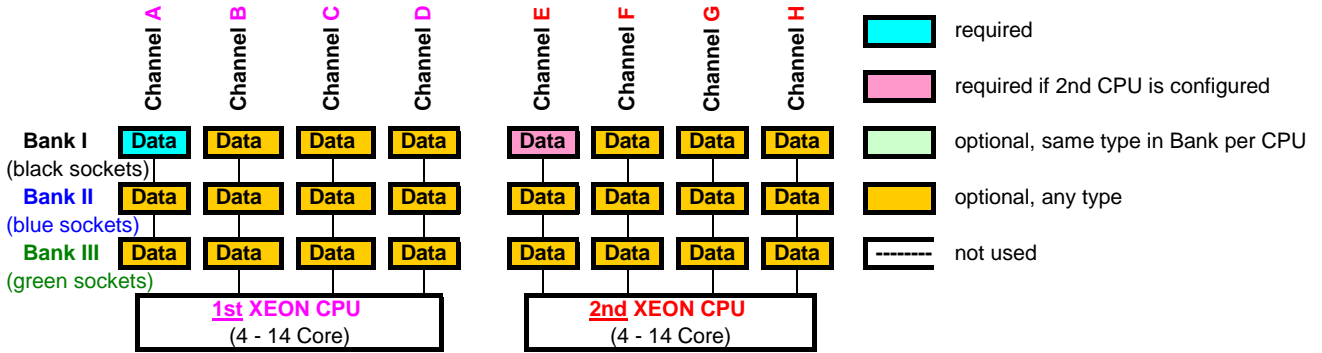 Channel A
Channel B
Channel C
Channel D
Channel E
Channel F
Channel G
Channel H
Bank I Data Data Data Data Data Data Data Data
(black sockets)
Bank II Data Data Data Data Data Data Data Data
(blue sockets)
Bank III Data Data Data Data Data Data Data Data
(green sockets)
1st XEON CPU
(4 - 14 Core)
2nd XEON CPU
(4 - 14 Core)
required
required if 2nd CPU is configured
optional, same type in Bank per CPU
optional, any type
-------- not used